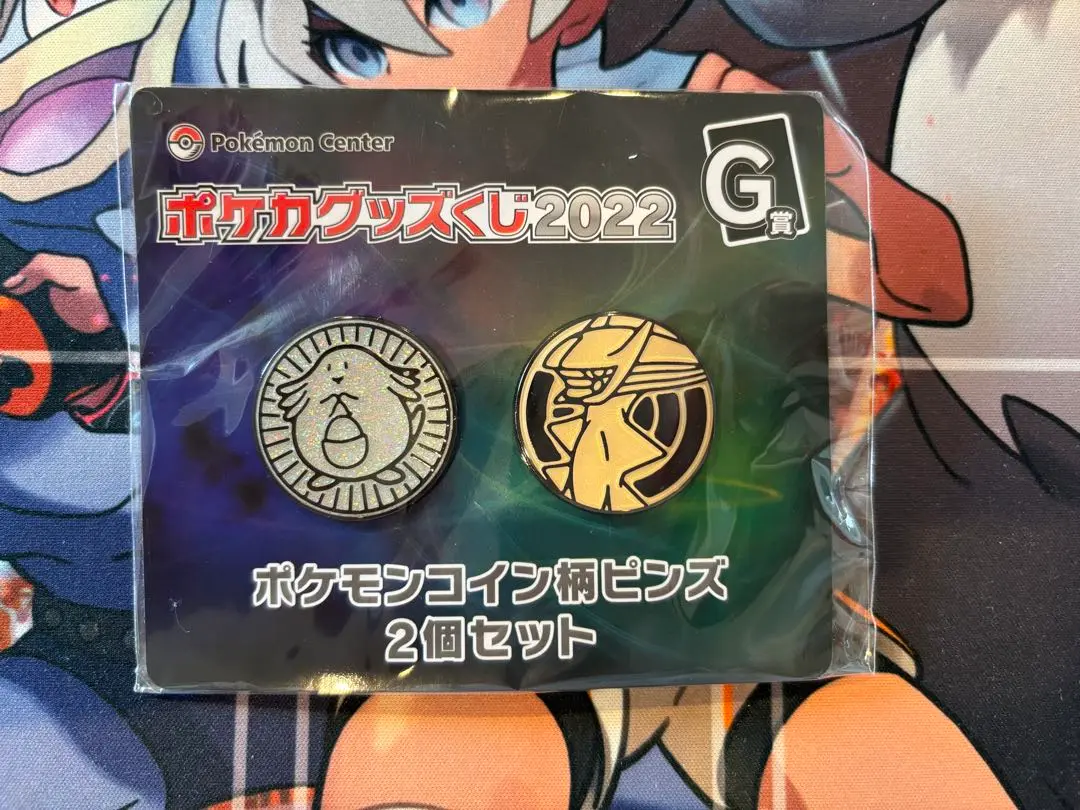 Pokémon Center
ポケカグッズくじ2022
G賞
ポケモンコイン柄ピンズ
2個セット